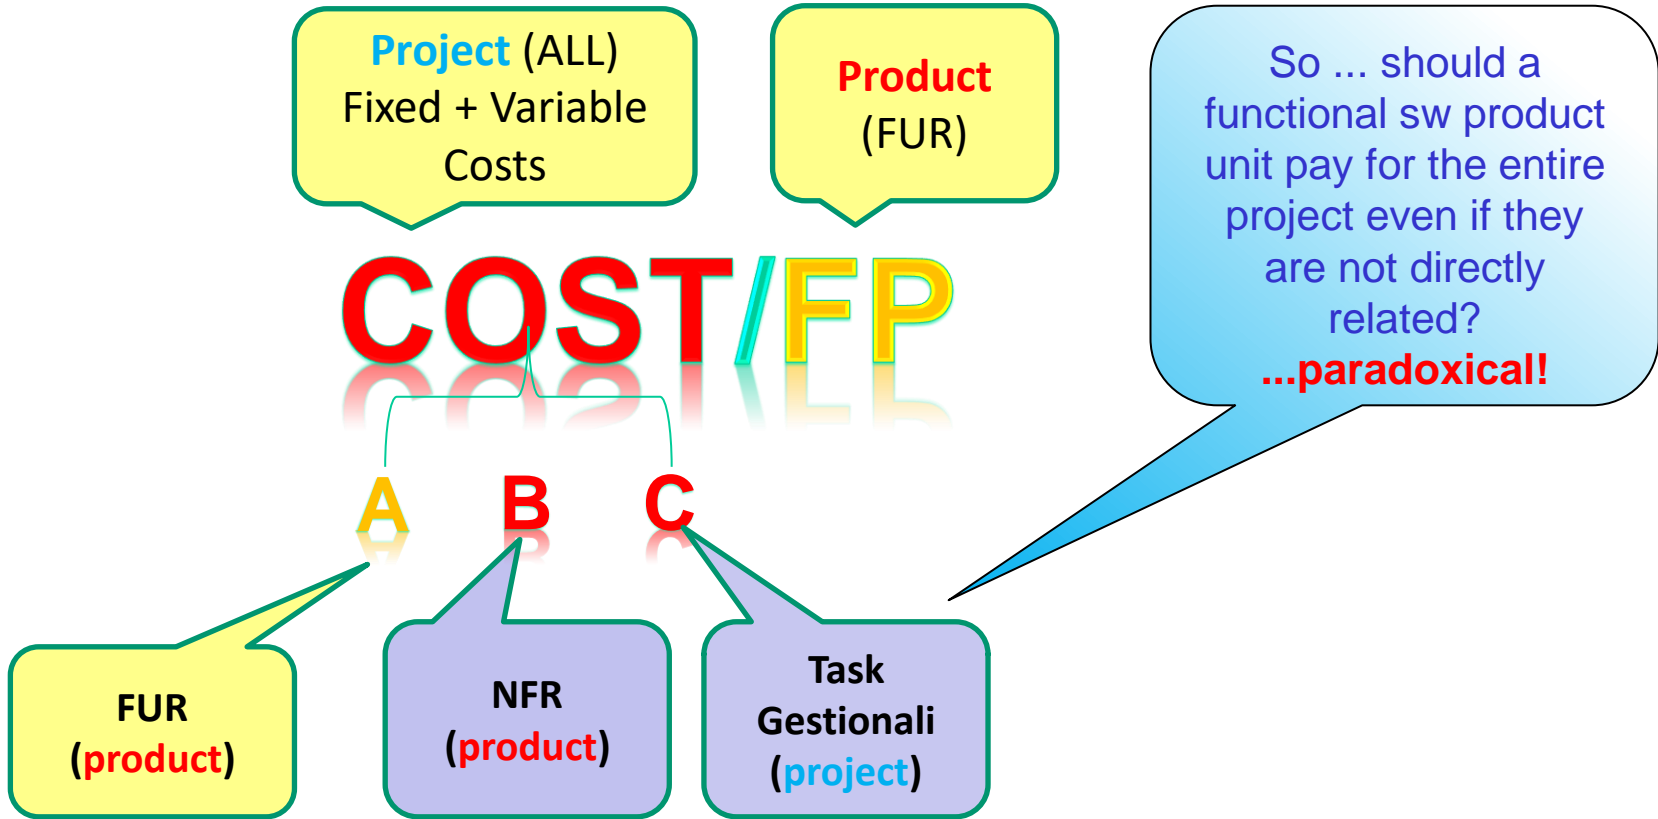 Project (ALL)
Fixed + Variable
Costs
Product
(FUR)
So ... should a
functional sw product
unit pay for the entire
project even if they
are not directly
related?
...paradoxical!
COST/FP
A B C
FUR
(product)
NFR
(product)
Task
Gestionali
(project)